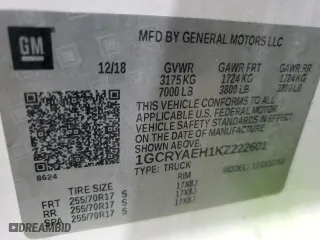 GM
MFD BY GENERAL MOTORS LLC
12/18 GVWR GAWR FRT GAWR RR
3175 KG 1724 KG 1724 KG
7000 LB 3800 LB 3800 LB
THIS VEHICLE CONFORMS TO ALL APPLICABLE
U.S. FEDERAL MOTOR VEHICLE SAFETY
STANDARDS IN EFFECT ON THE DATE OF
MANUFACTURE SHOWN ABOVE.
1GCRYAEH1KZ222601
TYPE: TRUCK MODEL:
8624
TIRE SIZE RIM
FRT 255/70R17 S 17X8J
RR 255/70R17 S 17X8J
SPA 255/70R17 S 17X8J
AUTOBIDMASTER